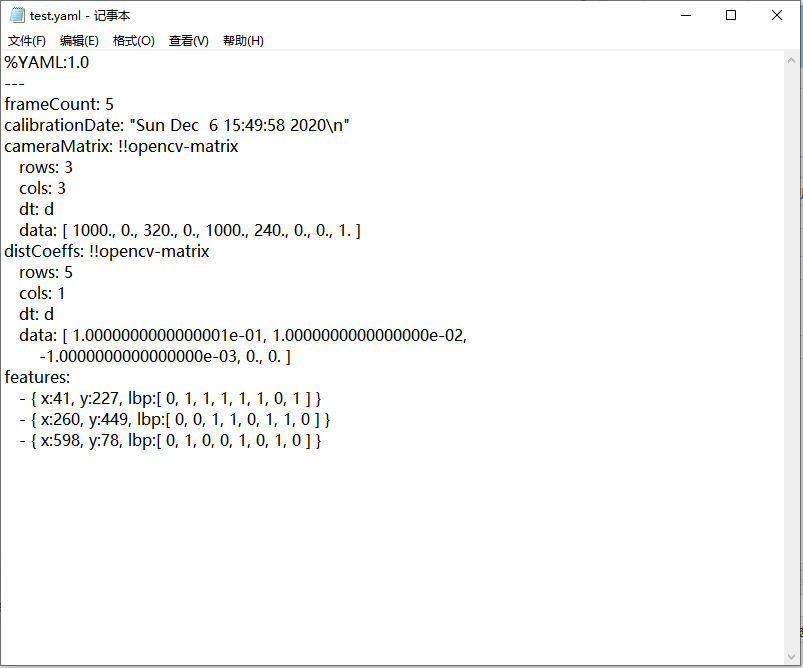 test.yaml - 记事本
文件(F) 编辑(E) 格式(O) 查看(V) 帮助(H)
%YAML:1.0
---
frameCount: 5
calibrationDate: "Sun Dec  6 15:49:58 2020\n"
cameraMatrix: !!opencv-matrix
   rows: 3
   cols: 3
   dt: d
   data: [ 1000., 0., 320., 0., 1000., 240., 0., 0., 1. ]
distCoeffs: !!opencv-matrix
   rows: 5
   cols: 1
   dt: d
   data: [ 1.0000000000000001e-01, 1.0000000000000000e-02,
       -1.0000000000000000e-03, 0., 0. ]
features:
   - { x:41, y:227, lbp:[ 0, 1, 1, 1, 1, 1, 0, 1 ] }
   - { x:260, y:449, lbp:[ 0, 0, 1, 1, 0, 1, 1, 0 ] }
   - { x:598, y:78, lbp:[ 0, 1, 0, 0, 1, 0, 1, 0 ] }